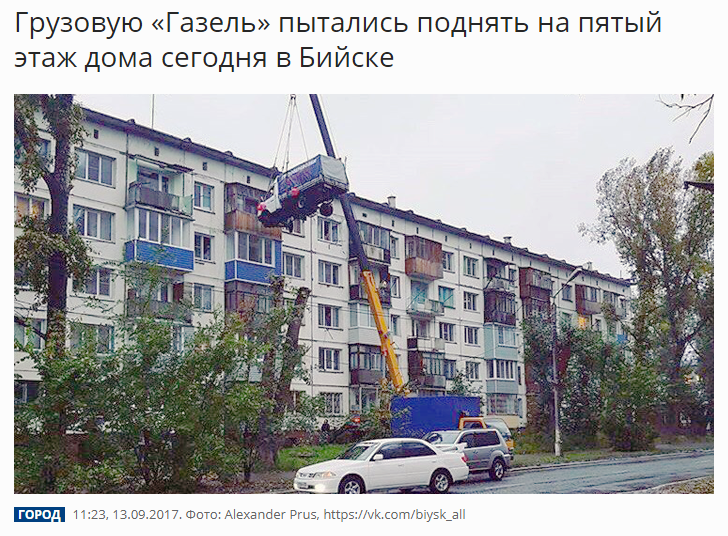 Грузовую «Газель» пытались поднять на пятый
этаж дома сегодня в Бийске
ГОРОД 11:23, 13.09.2017. Фото: Alexander Prus, https://vk.com/biysk_all